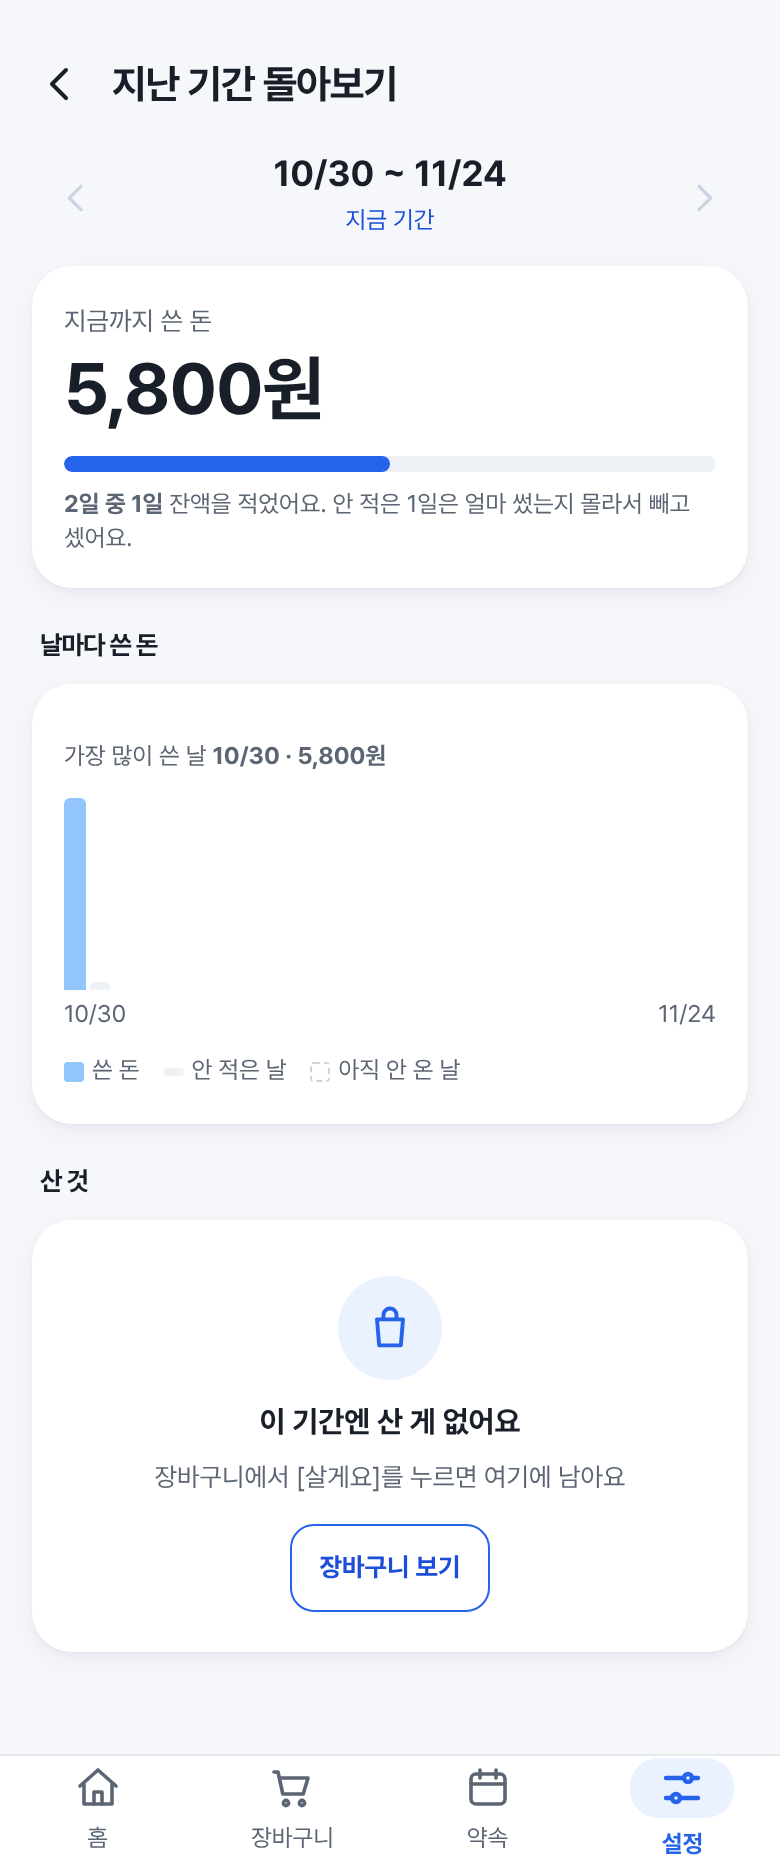 지난 기간 돌아보기
10/30 ~ 11/24
지금 기간
지금까지 쓴 돈
5,800원
2일 중 1일 잔액을 적었어요. 안 적은 1일은 얼마 썼는지 몰라서 빼고
셌어요.
날마다 쓴 돈
가장 많이 쓴 날 10/30 · 5,800원
10/30
11/24
쓴 돈
안 적은 날
아직 안 온 날
산 것
이 기간엔 산 게 없어요
장바구니에서 [살게요]를 누르면 여기에 남아요
장바구니 보기
홈
장바구니
약속
설정